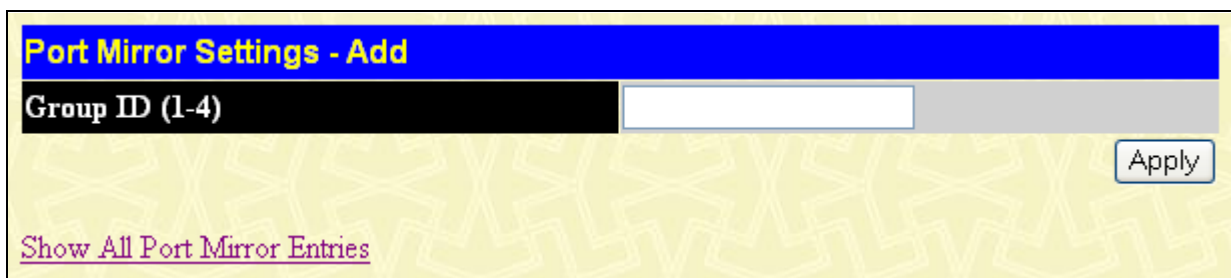 Port Mirror Settings - Add
Group ID (1-4)
Apply
Show All Port Mirror Entries